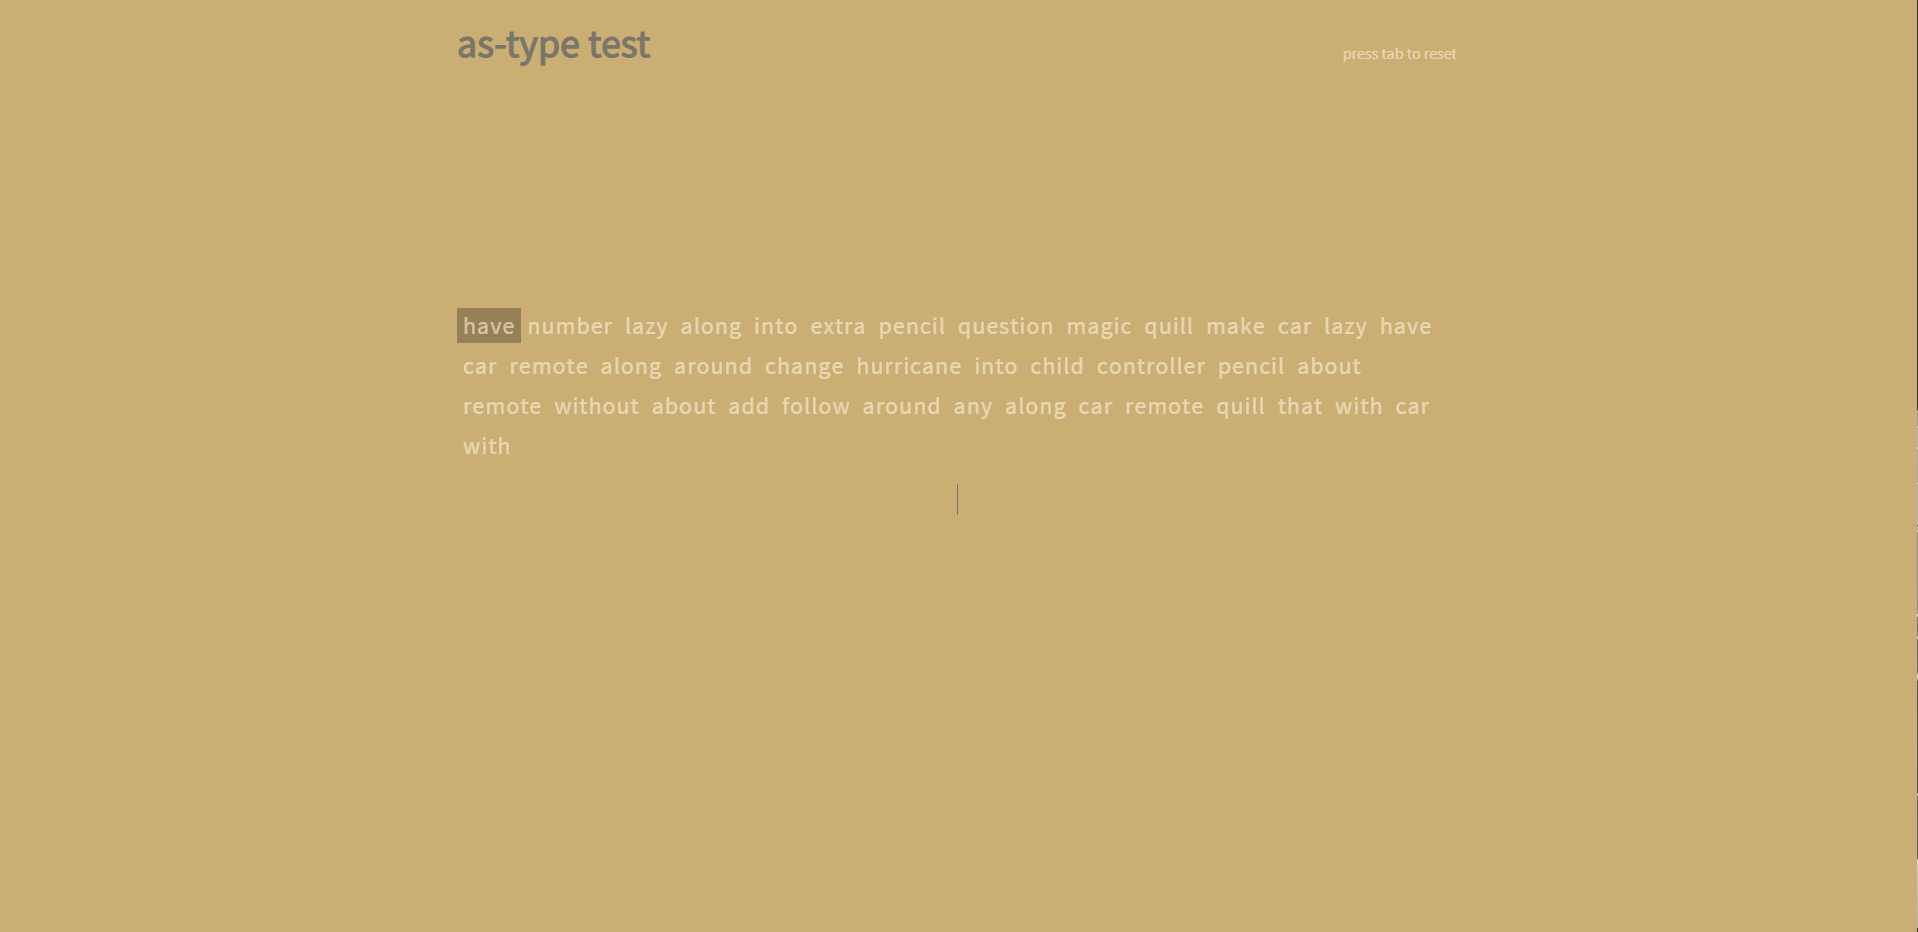 as-type test
press tab to reset
have number lazy along into extra pencil question magic quill make car lazy have
car remote along around change hurricane into child controller pencil about
remote without about add follow around any along car remote quill that with car
with